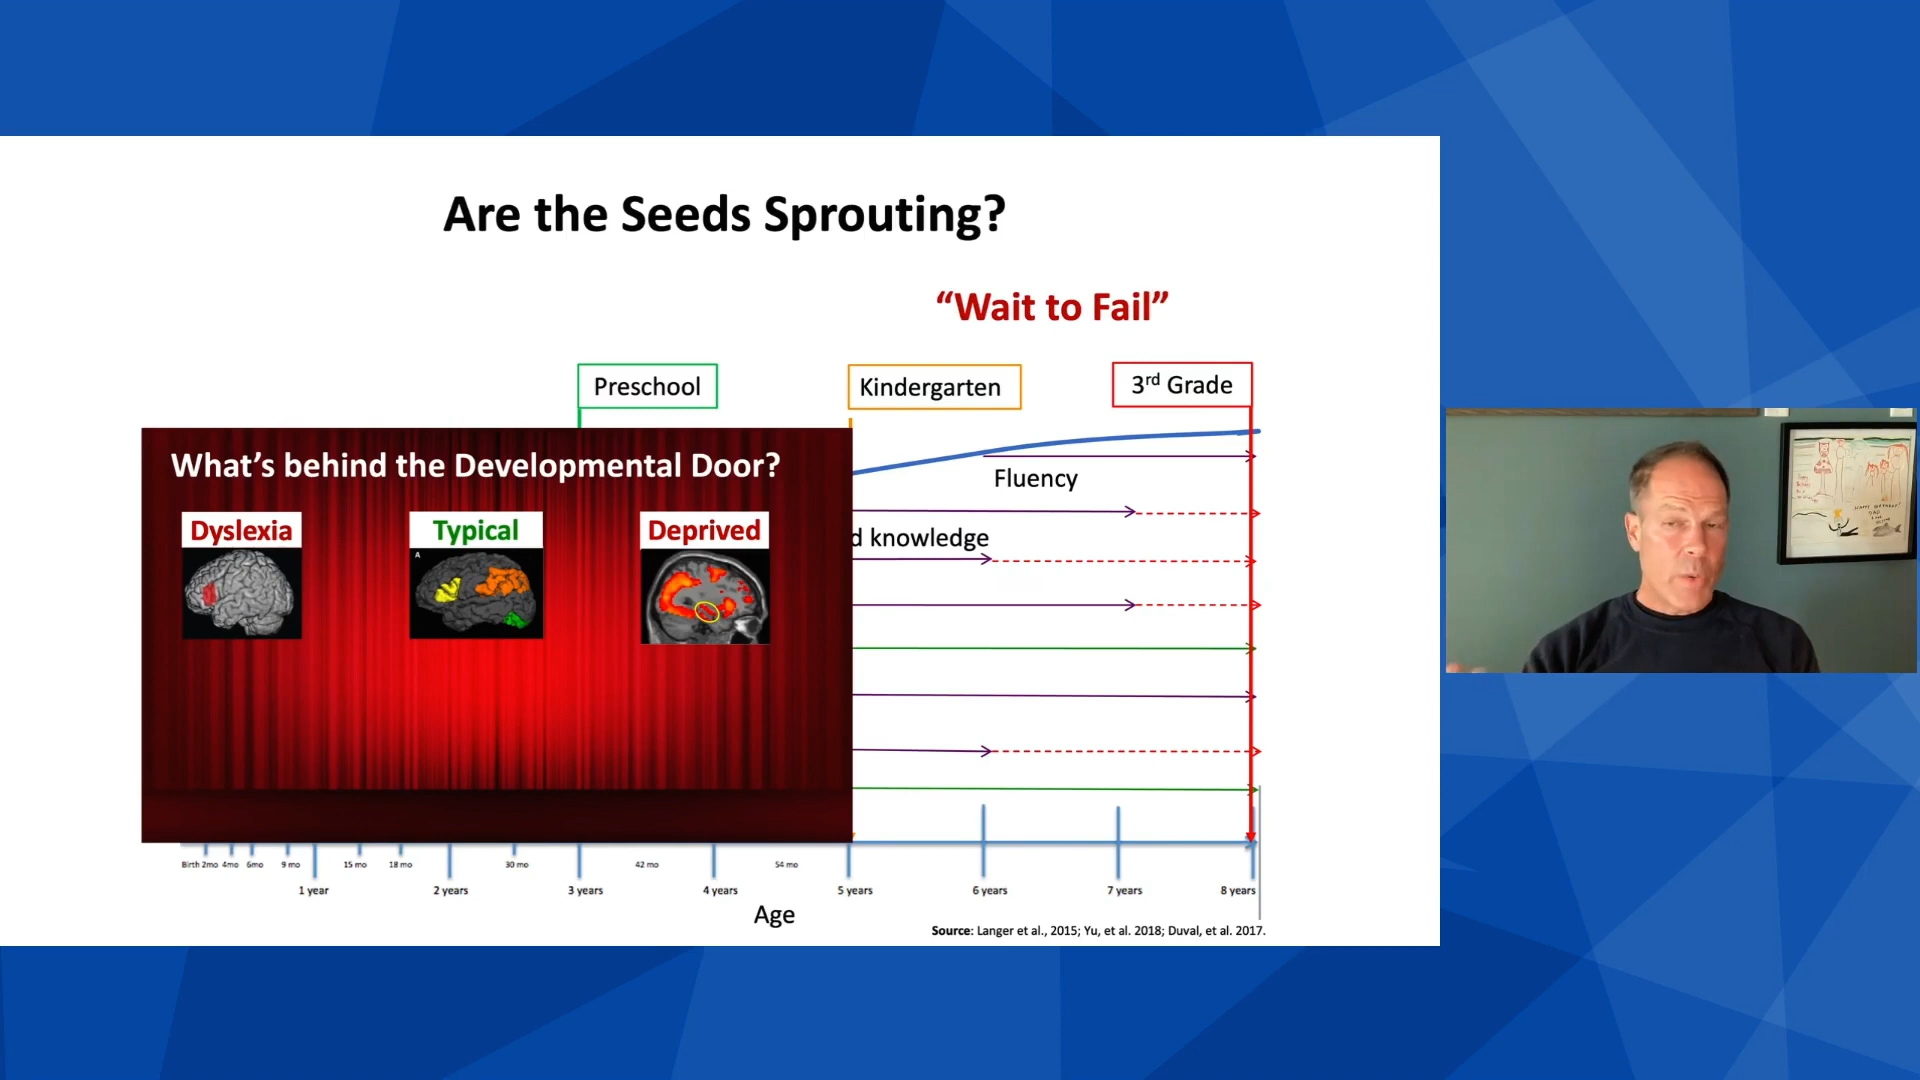 Are the Seeds Sprouting?
“Wait to Fail”
Preschool
Kindergarten
3rd Grade
What’s behind the Developmental Door?
Dyslexia
Typical
Deprived
A
Fluency
d knowledge
Birth 2mo 4mo 6mo 9 mo 15 mo 18 mo 30 mo 42 mo 54 mo
1 year 2 years 3 years 4 years 5 years 6 years 7 years 8 years
Age
Source: Langer et al., 2015; Yu, et al. 2018; Duval, et al. 2017.
HAPPY BIRTHDAY!
DAD